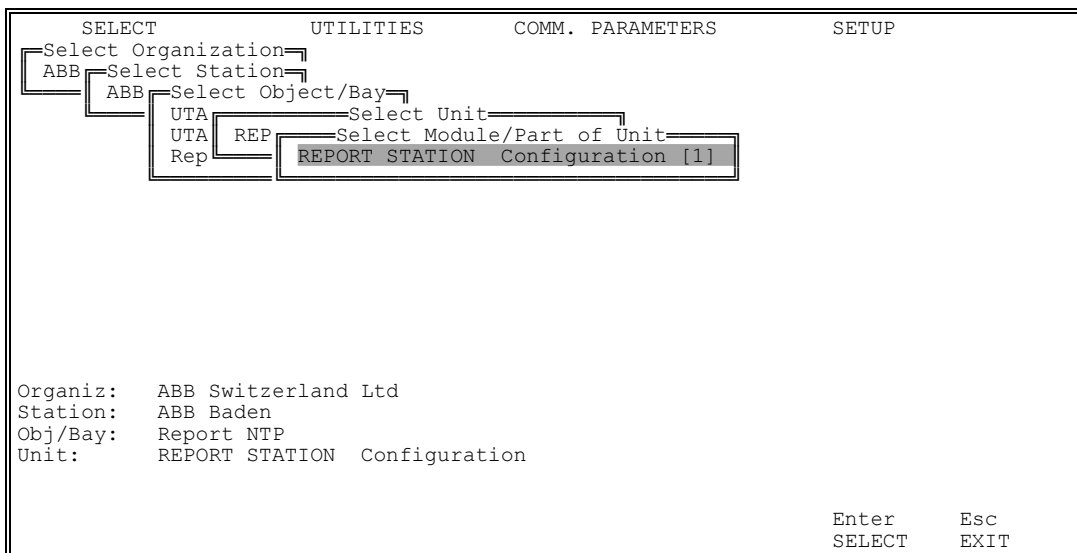 SELECT UTILITIES COMM. PARAMETERS SETUP
Select Organization
ABB Select Station
ABB Select Object/Bay
UTA Select Unit
UTA REP Select Module/Part of Unit
Rep REPORT STATION Configuration [1]
Organiz: ABB Switzerland Ltd
Station: ABB Baden
Obj/Bay: Report NTP
Unit: REPORT STATION Configuration
Enter Esc
SELECT EXIT